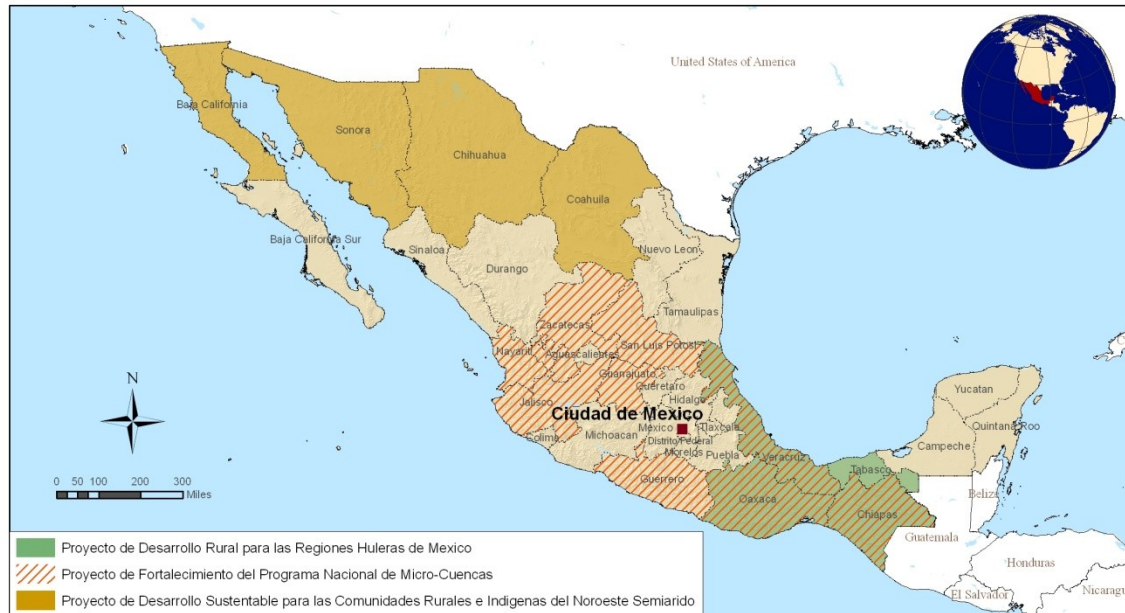 United States of America
Baja California
Sonora
Chihuahua
Coahuila
Baja California Sur
Sinaloa
Durango
Nuevo Leon
Tamaulipas
Zacatecas
San Luis Potosi
Nayarit
Aguascalientes
Guanajuato
Queretaro
Hidalgo
Jalisco
Ciudad de Mexico
Colima
Michoacan
Mexico
Tlaxcala
Distrito Federal
Morelos
Puebla
Veracruz
Guerrero
Oaxaca
Tabasco
Chiapas
Yucatan
Quintana Roo
Campeche
Guatemala
Honduras
El Salvador
N
0 50 100 200 300
Miles
Proyecto de Desarrollo Rural para las Regiones Huleras de Mexico
Proyecto de Fortalecimiento del Programa Nacional de Micro-Cuencas
Proyecto de Desarrollo Sustentable para las Comunidades Rurales e Indigenas del Noroeste Semiarido